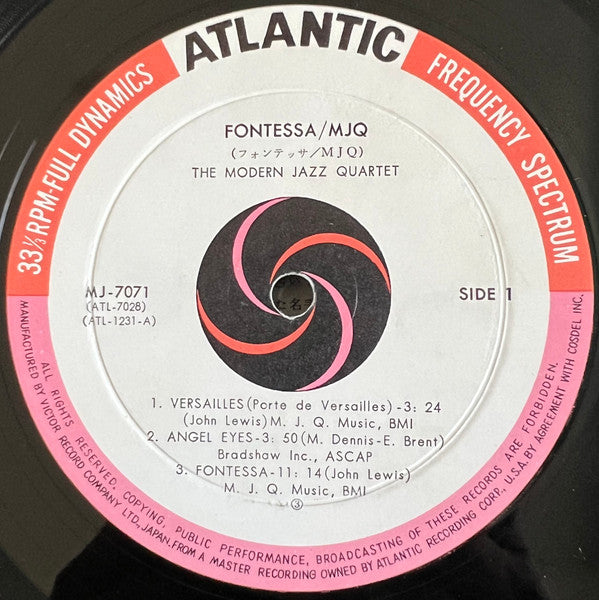 ATLANTIC
33⅓ RPM-FULL DYNAMICS
FREQUENCY SPECTRUM
FONTESSA/MJQ
(フォンテッサ/MJQ)
THE MODERN JAZZ QUARTET
MJ-7071
(ATL-7028)
(ATL-1231-A)
SIDE 1
1. VERSAILLES(Porte de Versailles)-3: 24
(John Lewis) M. J. Q. Music, BMI
2. ANGEL EYES-3: 50(M. Dennis-E. Brent)
Bradshaw Inc., ASCAP
3. FONTESSA-11: 14(John Lewis)
M. J. Q. Music, BMI
③
ALL RIGHTS RESERVED. COPYING, PUBLIC PERFORMANCE, BROADCASTING OF THESE RECORDS ARE FORBIDDEN.
MANUFACTURED BY VICTOR RECORD COMPANY LTD., JAPAN, FROM A MASTER RECORDING OWNED BY ATLANTIC RECORDING CORP., U.S.A. BY AGREEMENT WITH COSDEL INC.